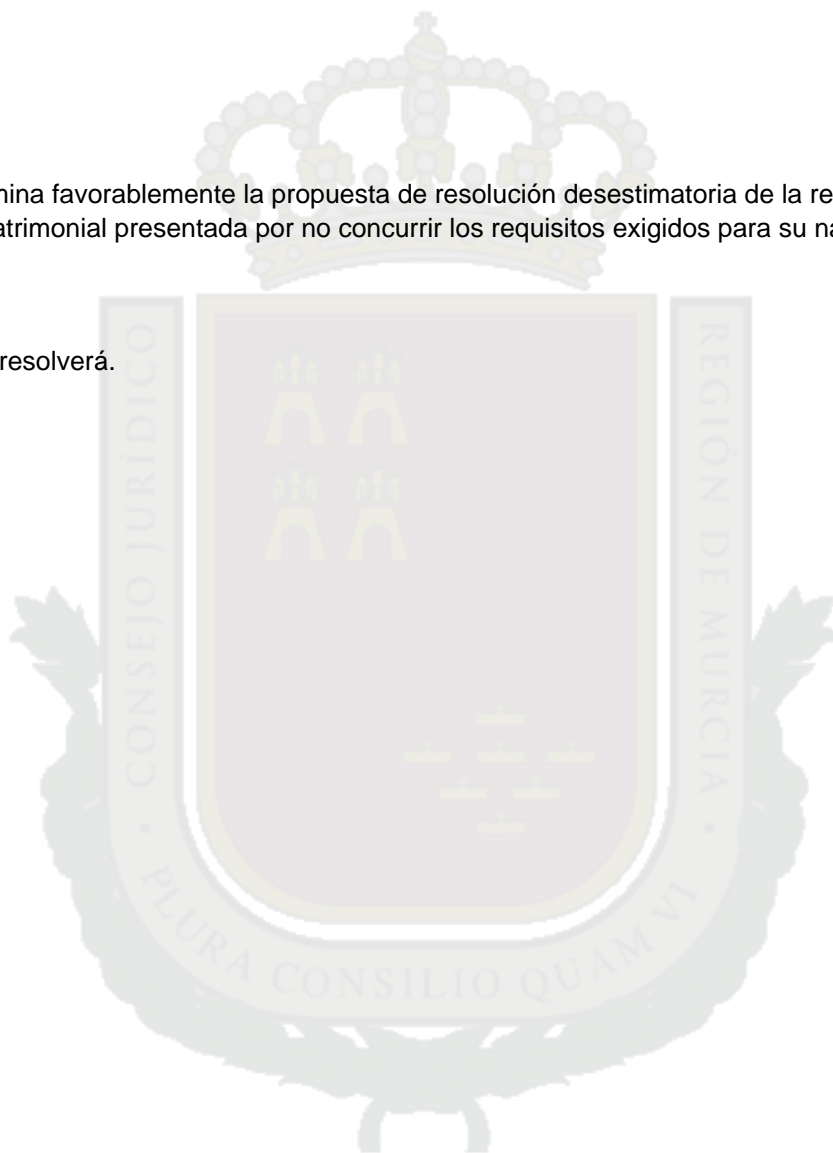 mina favorablemente la propuesta de resolución desestimatoria de la re
atrimonial presentada por no concurrir los requisitos exigidos para su na
resolverá.
CONSEJO JURÍDICO
REGIÓN DE MURCIA
PLURA CONSILIO QUAM VI